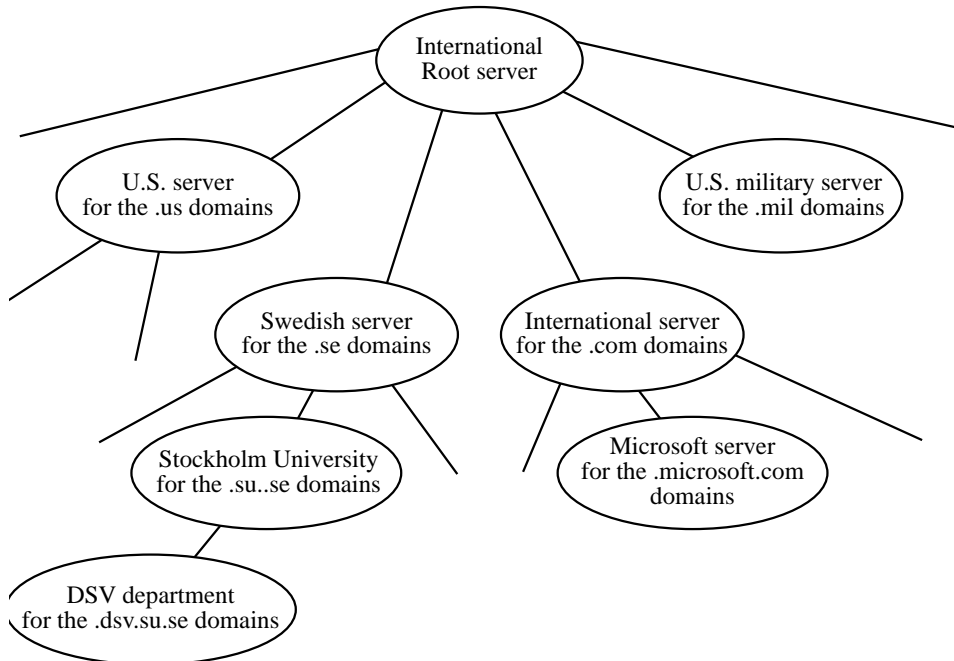 International
Root server
U.S. server
for the .us domains
U.S. military server
for the .mil domains
Swedish server
for the .se domains
International server
for the .com domains
Stockholm University
for the .su..se domains
Microsoft server
for the .microsoft.com
domains
DSV department
for the .dsv.su.se domains